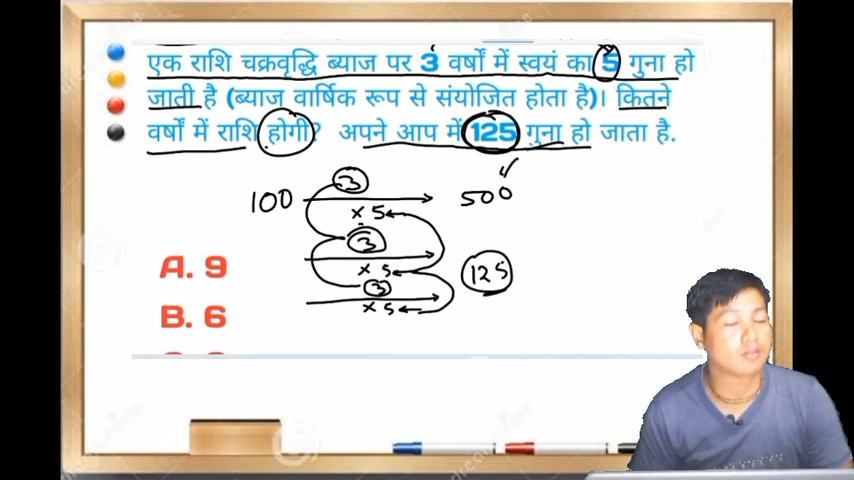 एक राशि चक्रवृद्धि ब्याज पर 3 वर्षों में स्वयं का 5 गुना हो
जाती है (ब्याज वार्षिक रूप से संयोजित होता है)। कितने
वर्षों में राशि होगी? अपने आप में 125 गुना हो जाता है.
3
100 500
x 5
3
x 5 125
3
x 5
A. 9
B. 6